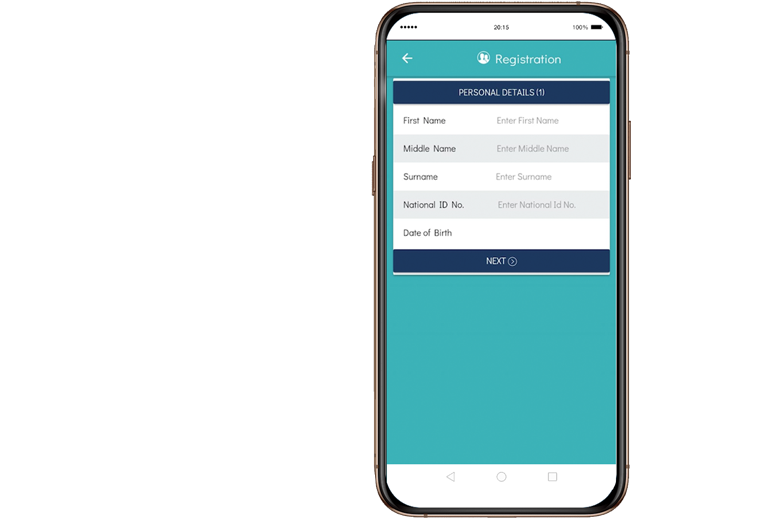 20:15
100%
Registration
PERSONAL DETAILS (1)
First Name Enter First Name
Middle Name Enter Middle Name
Surname Enter Surname
National ID No. Enter National Id No.
Date of Birth
NEXT